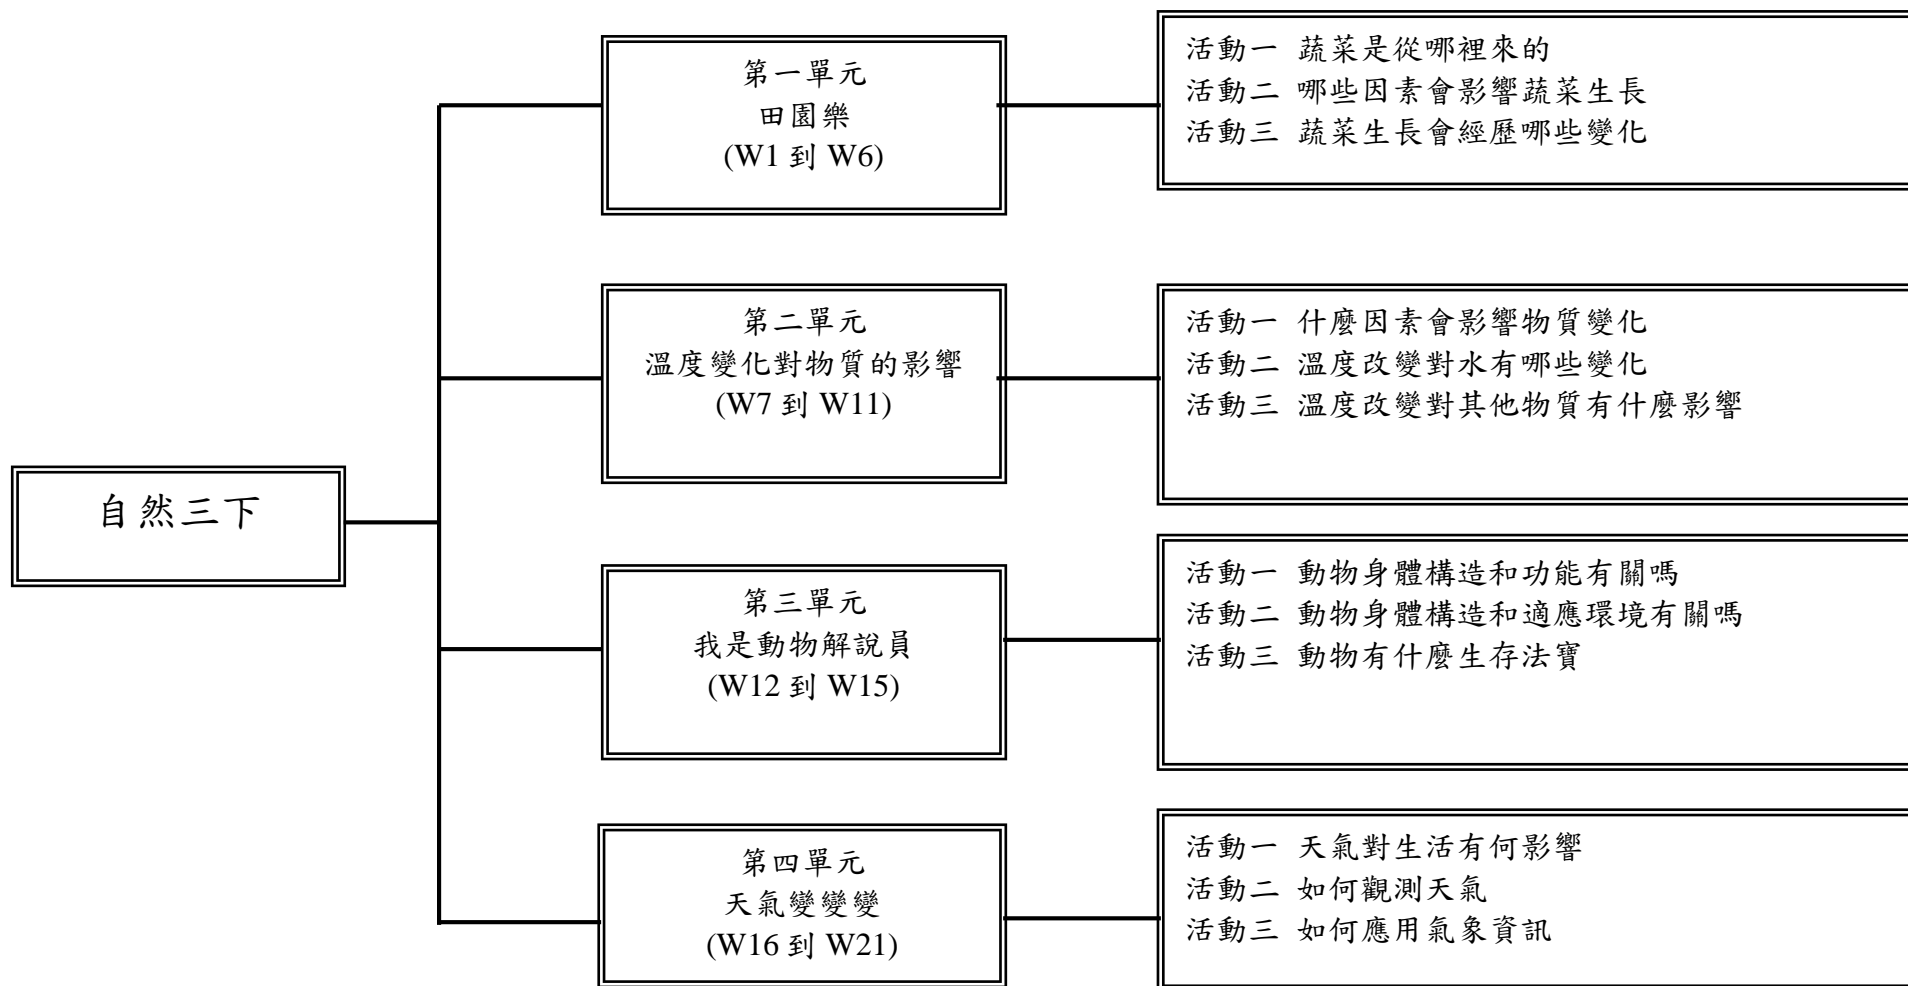 自然三下
第一單元
田園樂
(W1 到 W6)
活動一 蔬菜是從哪裡來的
活動二 哪些因素會影響蔬菜生長
活動三 蔬菜生長會經歷哪些變化
第二單元
溫度變化對物質的影響
(W7 到 W11)
活動一 什麼因素會影響物質變化
活動二 溫度改變對水有哪些變化
活動三 溫度改變對其他物質有什麼影響
第三單元
我是動物解說員
(W12 到 W15)
活動一 動物身體構造和功能有關嗎
活動二 動物身體構造和適應環境有關嗎
活動三 動物有什麼生存法寶
第四單元
天氣變變變
(W16 到 W21)
活動一 天氣對生活有何影響
活動二 如何觀測天氣
活動三 如何應用氣象資訊